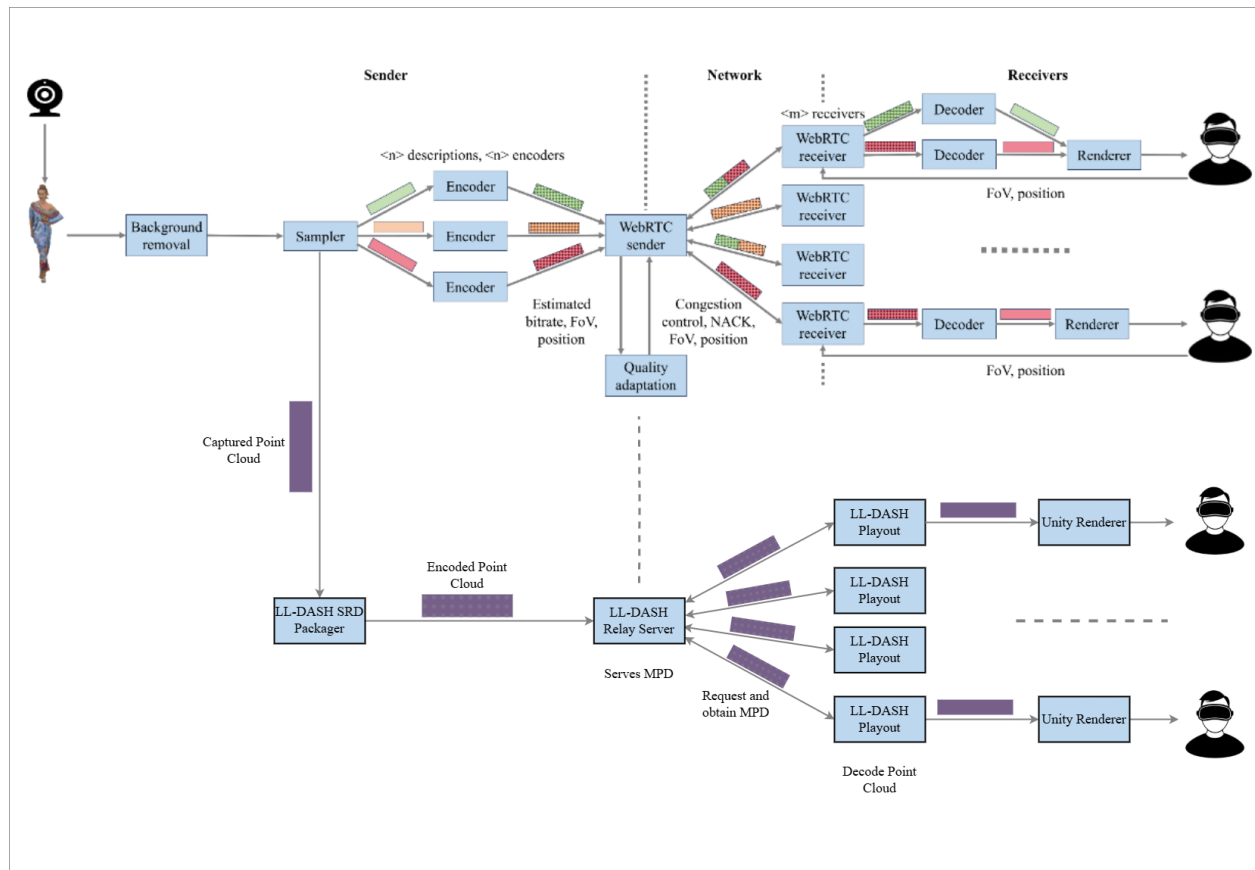 Sender
Network
Receivers
<m> receivers
<n> descriptions, <n> encoders
Background
removal
Sampler
Encoder
Encoder
Encoder
WebRTC
sender
WebRTC
receiver
WebRTC
receiver
WebRTC
receiver
WebRTC
receiver
Decoder
Decoder
Renderer
FoV, position
Decoder
Renderer
FoV, position
Estimated
bitrate, FoV,
position
Congestion
control, NACK,
FoV, position
Quality
adaptation
Captured Point
Cloud
LL-DASH SRD
Packager
Encoded Point
Cloud
LL-DASH
Relay Server
Serves MPD
Request and
obtain MPD
LL-DASH
Playout
Unity Renderer
LL-DASH
Playout
LL-DASH
Playout
LL-DASH
Playout
Unity Renderer
Decode Point
Cloud